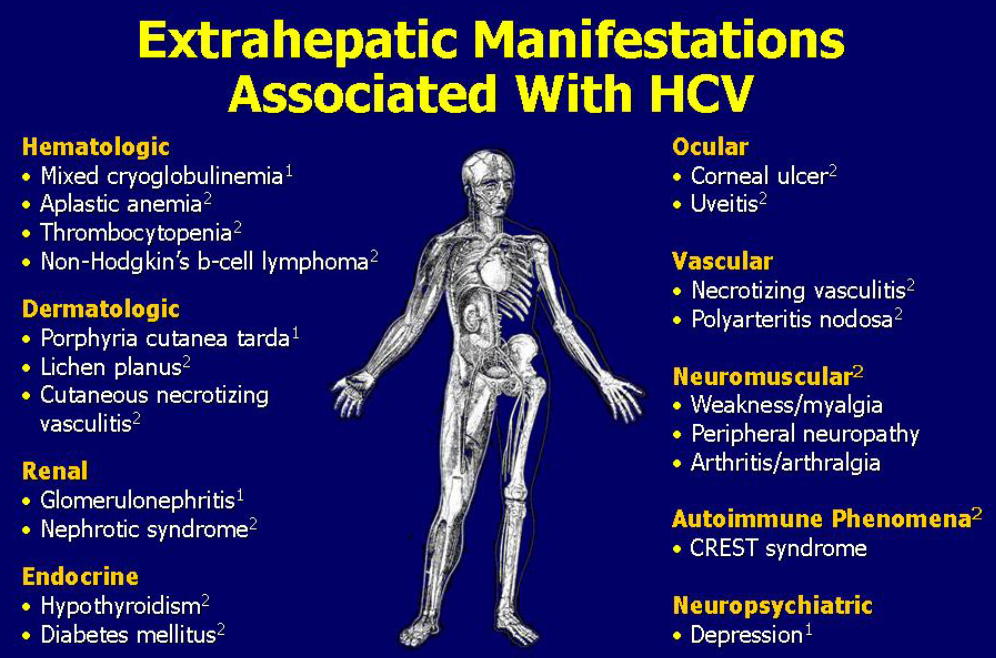 Extrahepatic Manifestations
Associated With HCV
Hematologic
• Mixed cryoglobulinemia¹
• Aplastic anemia²
• Thrombocytopenia²
• Non-Hodgkin's b-cell lymphoma²
Dermatologic
• Porphyria cutanea tarda¹
• Lichen planus²
• Cutaneous necrotizing
vasculitis²
Renal
• Glomerulonephritis¹
• Nephrotic syndrome²
Endocrine
• Hypothyroidism²
• Diabetes mellitus²
Ocular
• Corneal ulcer²
• Uveitis²
Vascular
• Necrotizing vasculitis²
• Polyarteritis nodosa²
Neuromuscular²
• Weakness/myalgia
• Peripheral neuropathy
• Arthritis/arthralgia
Autoimmune Phenomena²
• CREST syndrome
Neuropsychiatric
• Depression¹